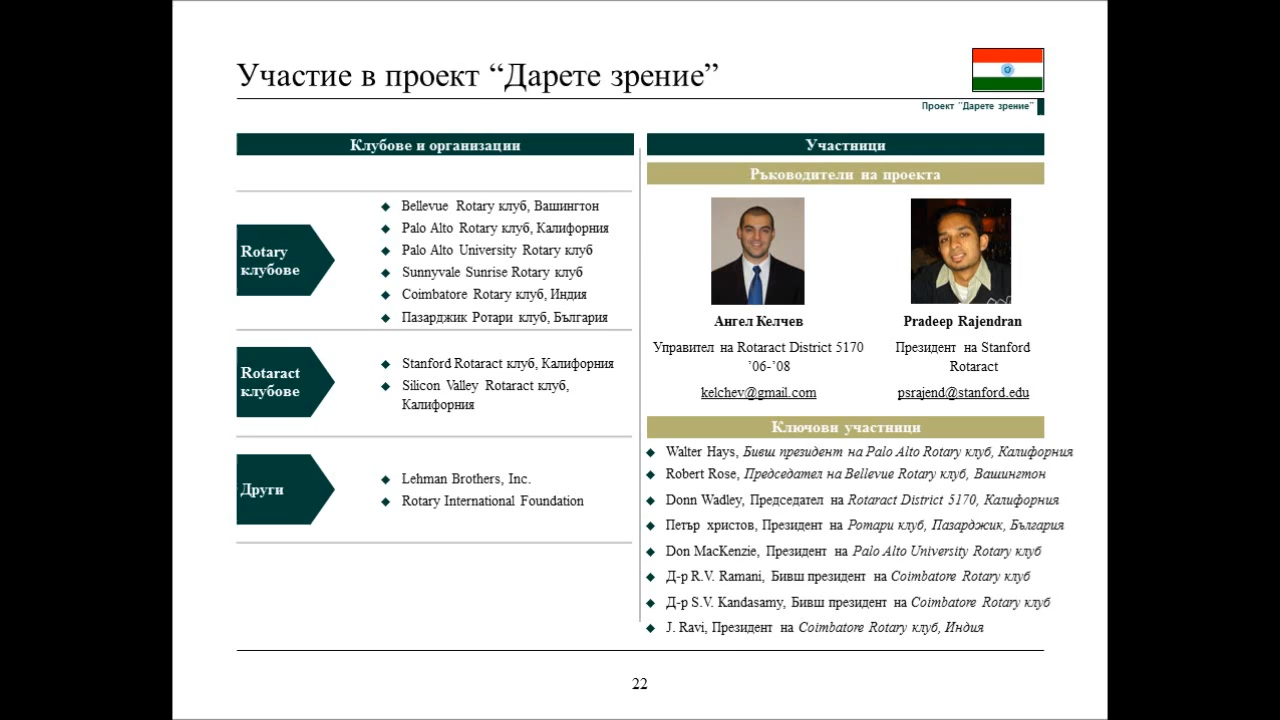 Участие в проект “Дарете зрение”
Проект “Дарете зрение”
Клубове и организации
Rotary
клубове
Bellevue Rotary клуб, Вашингтон
Palo Alto Rotary клуб, Калифорния
Palo Alto University Rotary клуб
Sunnyvale Sunrise Rotary клуб
Coimbatore Rotary клуб, Индия
Пазарджик Ротари клуб, България
Rotaract
клубове
Stanford Rotaract клуб, Калифорния
Silicon Valley Rotaract клуб,
Калифорния
Други
Lehman Brothers, Inc.
Rotary International Foundation
Участници
Ръководители на проекта
Ангел Келчев
Управител на Rotaract District 5170
’06-’08
kelchev@gmail.com
Pradeep Rajendran
Президент на Stanford
Rotaract
psrajend@stanford.edu
Ключови участници
Walter Hays, Бивш президент на Palo Alto Rotary клуб, Калифорния
Robert Rose, Председател на Bellevue Rotary клуб, Вашингтон
Donn Wadley, Председател на Rotaract District 5170, Калифорния
Петър христов, Президент на Ротари клуб, Пазарджик, България
Don MacKenzie, Президент на Palo Alto University Rotary клуб
Д-р R.V. Ramani, Бивш президент на Coimbatore Rotary клуб
Д-р S.V. Kandasamy, Бивш президент на Coimbatore Rotary клуб
J. Ravi, Президент на Coimbatore Rotary клуб, Индия
22